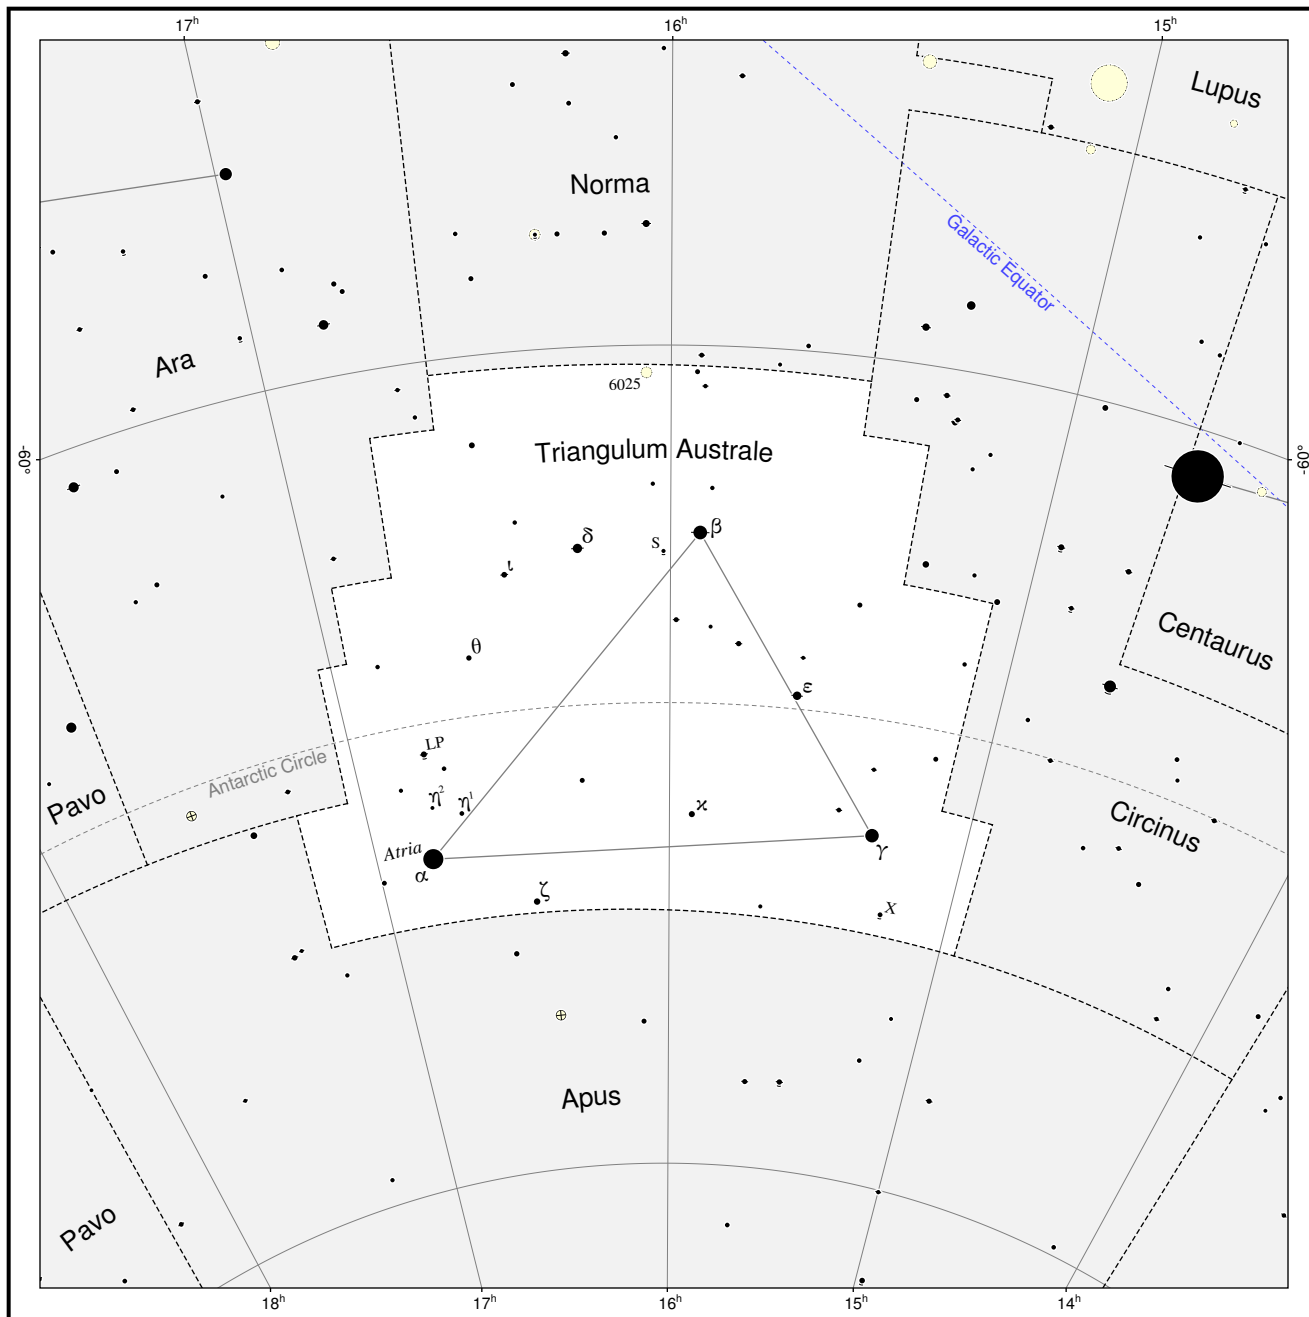 17ʰ 16ʰ 15ʰ
Lupus
Norma
Galactic Equator
Ara
6025
Triangulum Australe
-60° -60°
β
δ
S
ι
Centaurus
θ
ε
LP
Antarctic Circle
Pavo
η² η¹
ϰ
Circinus
Atria
α
γ
ζ
X
Apus
Pavo
18ʰ 17ʰ 16ʰ 15ʰ 14ʰ